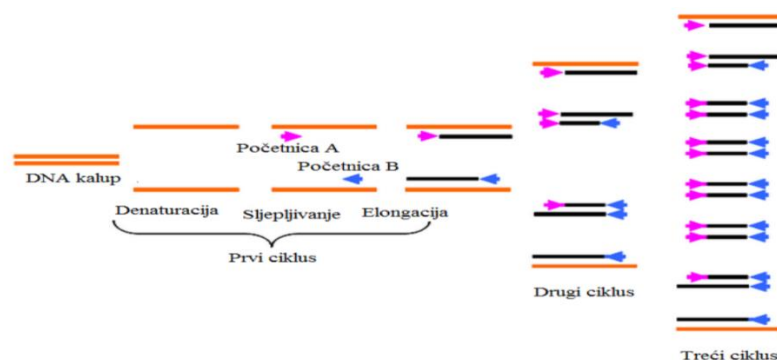 DNA kalup
Početnica A
Početnica B
Denaturacija
Sljepljivanje
Elongacija
Prvi ciklus
Drugi ciklus
Treći ciklus